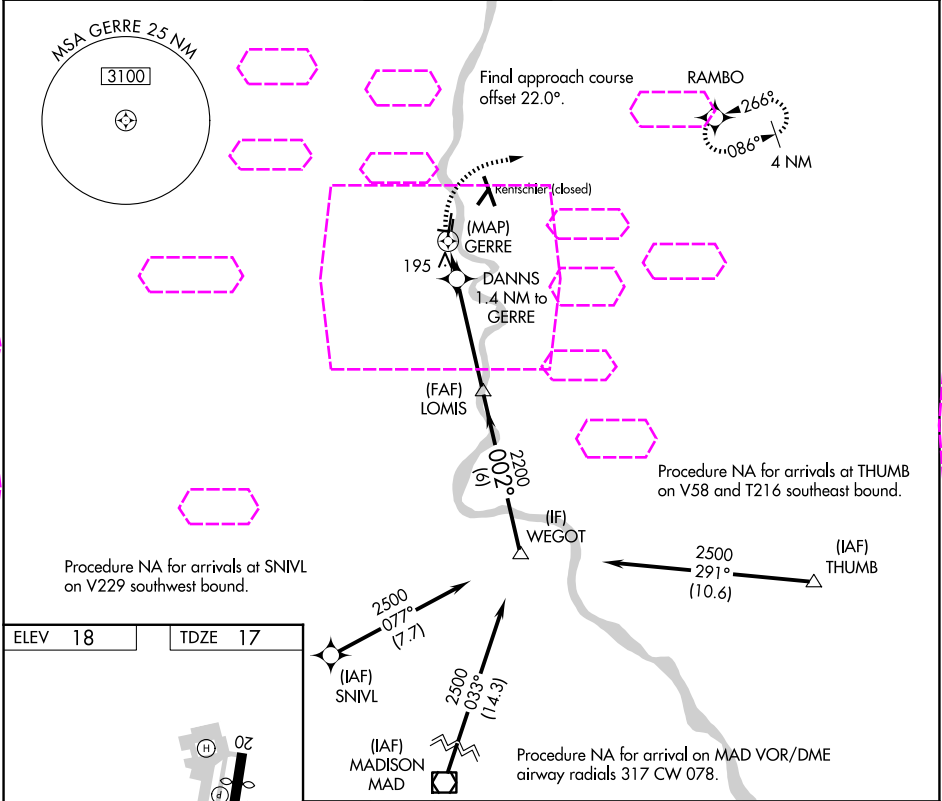 MSA GERRE 25 NM
3100
Final approach course
offset 22.0°.
RAMBO
266°
086°
4 NM
Rentschler (closed)
(MAP)
GERRE
195
DANNS
1.4 NM to
GERRE
(FAF)
LOMIS
2200
002°
(6)
(IF)
WEGOT
Procedure NA for arrivals at THUMB
on V58 and T216 southeast bound.
2500
291°
(10.6)
(IAF)
THUMB
Procedure NA for arrivals at SNIVL
on V229 southwest bound.
2500
077°
(7.7)
(IAF)
SNIVL
2500
033°
(14.3)
(IAF)
MADISON
MAD
Procedure NA for arrival on MAD VOR/DME
airway radials 317 CW 078.
ELEV 18
TDZE 17
H
20
P